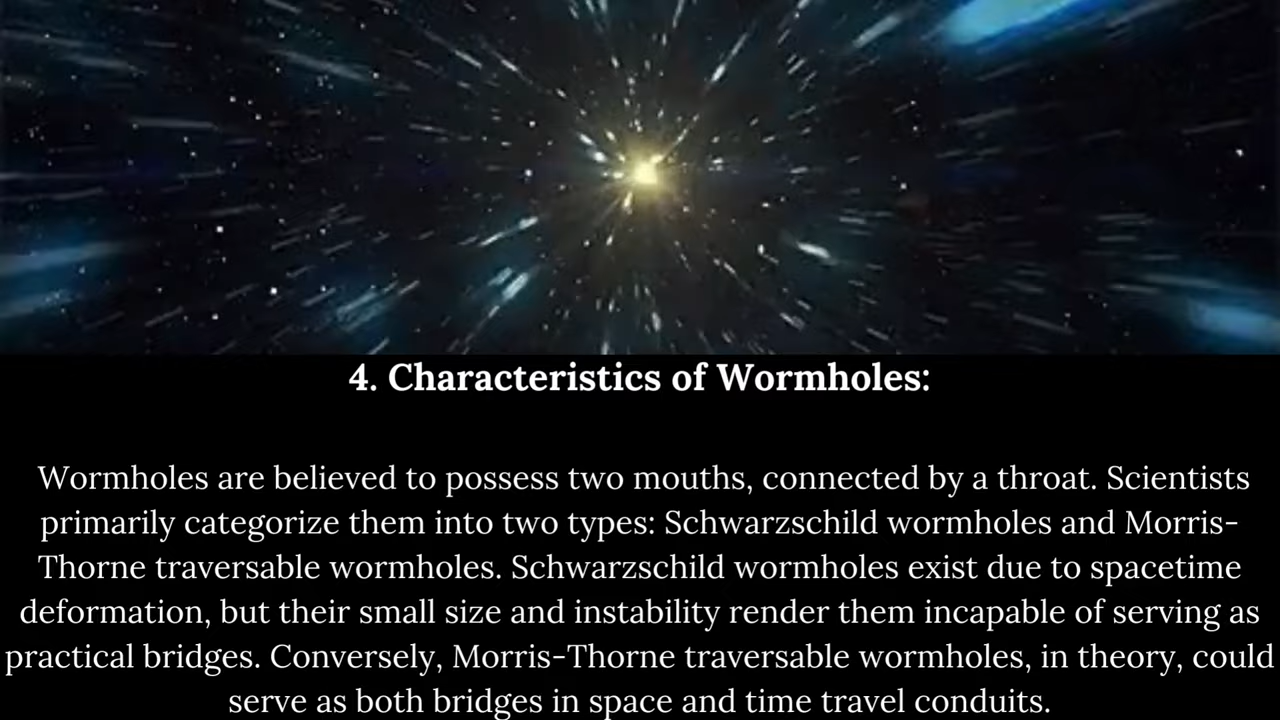 4. Characteristics of Wormholes:
Wormholes are believed to possess two mouths, connected by a throat. Scientists
primarily categorize them into two types: Schwarzschild wormholes and Morris-
Thorne traversable wormholes. Schwarzschild wormholes exist due to spacetime
deformation, but their small size and instability render them incapable of serving as
practical bridges. Conversely, Morris-Thorne traversable wormholes, in theory, could
serve as both bridges in space and time travel conduits.